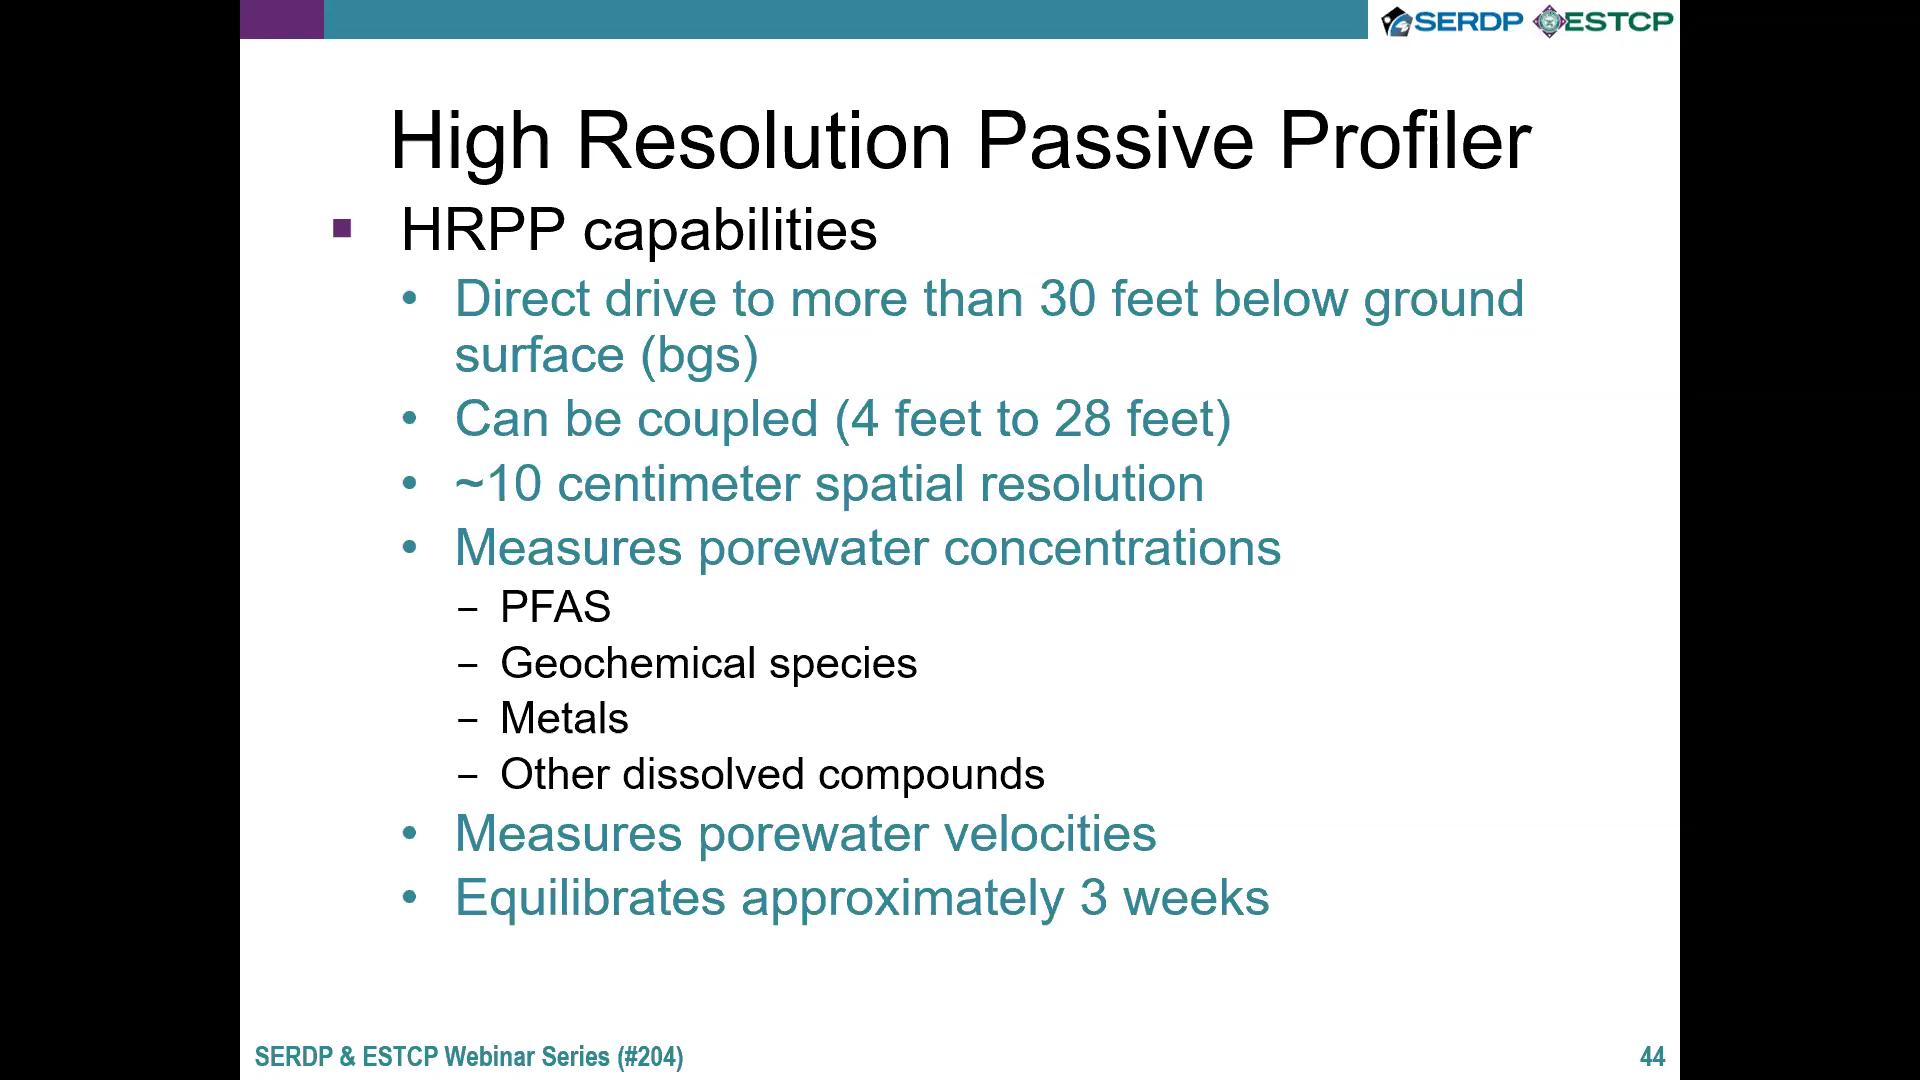 SERDP ESTCP
High Resolution Passive Profiler
▪ HRPP capabilities
• Direct drive to more than 30 feet below ground
surface (bgs)
• Can be coupled (4 feet to 28 feet)
• ~10 centimeter spatial resolution
• Measures porewater concentrations
– PFAS
– Geochemical species
– Metals
– Other dissolved compounds
• Measures porewater velocities
• Equilibrates approximately 3 weeks
SERDP & ESTCP Webinar Series (#204) 44